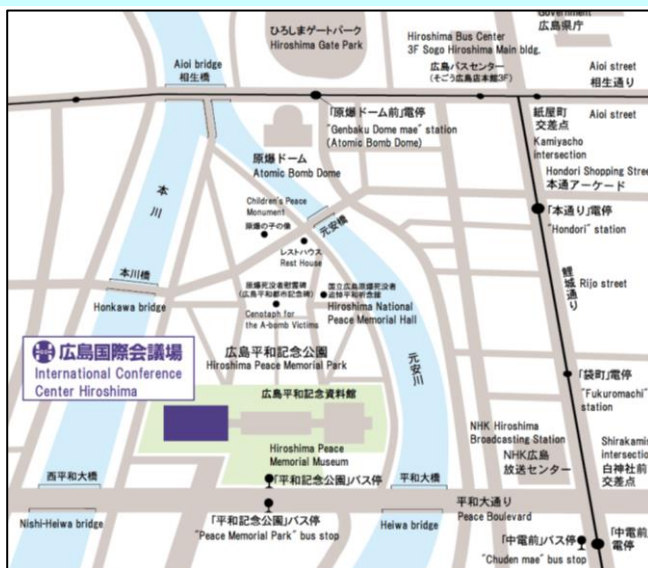 Government
広島県庁
ひろしまゲートパーク
Hiroshima Gate Park
Hiroshima Bus Center
3F Sogo Hiroshima Main bldg.
広島バスセンター
(そごう広島店本館3F)
Aioi bridge
相生橋
Aioi street
相生通り
「原爆ドーム前」電停
"Genbaku Dome mae" station
(Atomic Bomb Dome)
紙屋町
交差点
Kamiyacho
intersection
Aioi street
原爆ドーム
Atomic Bomb Dome
Hondori Shopping Stree
本通アーケード
本川
Children's Peace
Monument
原爆の子の像
元安橋
「本通り」電停
"Hondori" station
レストハウス
Rest House
本川橋
Honkawa bridge
原爆死没者慰霊碑
(広島平和都市記念碑)
Cenotaph for
the A-bomb Victims
国立広島原爆死没者
追悼平和祈念館
Hiroshima National
Peace Memorial Hall
鯉城通り
Rijo street
広島国際会議場
International Conference
Center Hiroshima
広島平和記念公園
Hiroshima Peace Memorial Park
元安川
「袋町」電停
"Fukuromachi"
station
広島平和記念資料館
Hiroshima Peace
Memorial Museum
NHK Hiroshima
Broadcasting Station
NHK広島
放送センター
Shirakamis
intersection
白神社前
交差点
西平和大橋
Nishi-Heiwa bridge
「平和記念公園」バス停
「平和記念公園」バス停
"Peace Memorial Park" bus stop
平和大橋
Heiwa bridge
平和大通り
Peace Boulevard
「中電前」バス停
"Chuden mae" bus stop
「中電前」
電停